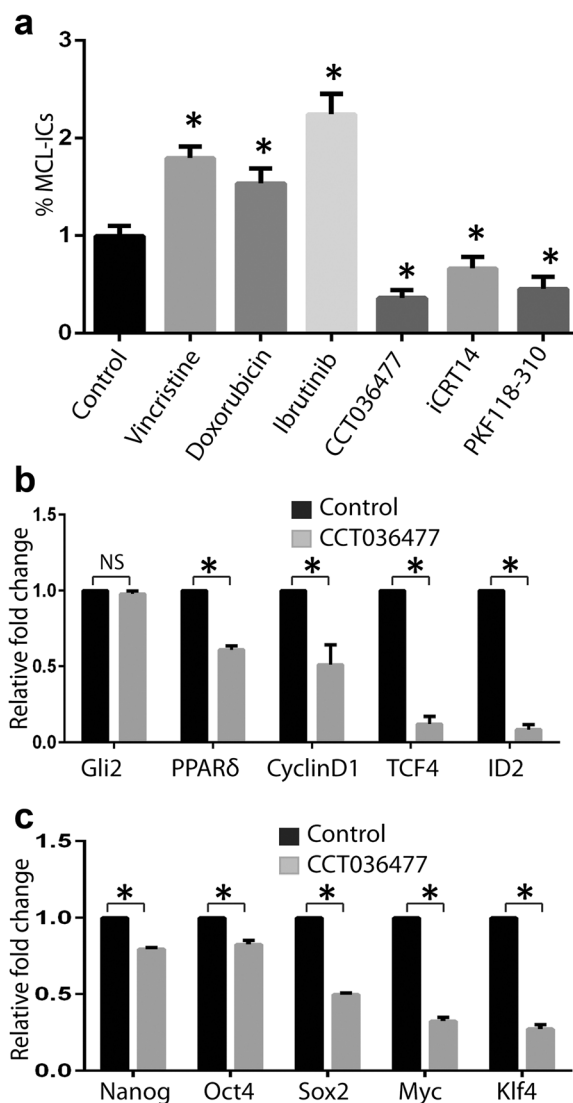 a
3
2
1
0
% MCL-ICs
* * * * * *
Control
Vincristine
Doxorubicin
Ibrutinib
CCT036477
iCRT14
PKF118-310
b
Control
CCT036477
1.5
1.0
0.5
0.0
Relative fold change
NS * * * *
Gli2 PPARδ CyclinD1 TCF4 ID2
c
Control
CCT036477
1.5
1.0
0.5
0
Relative fold change
* * * * *
Nanog Oct4 Sox2 Myc Klf4